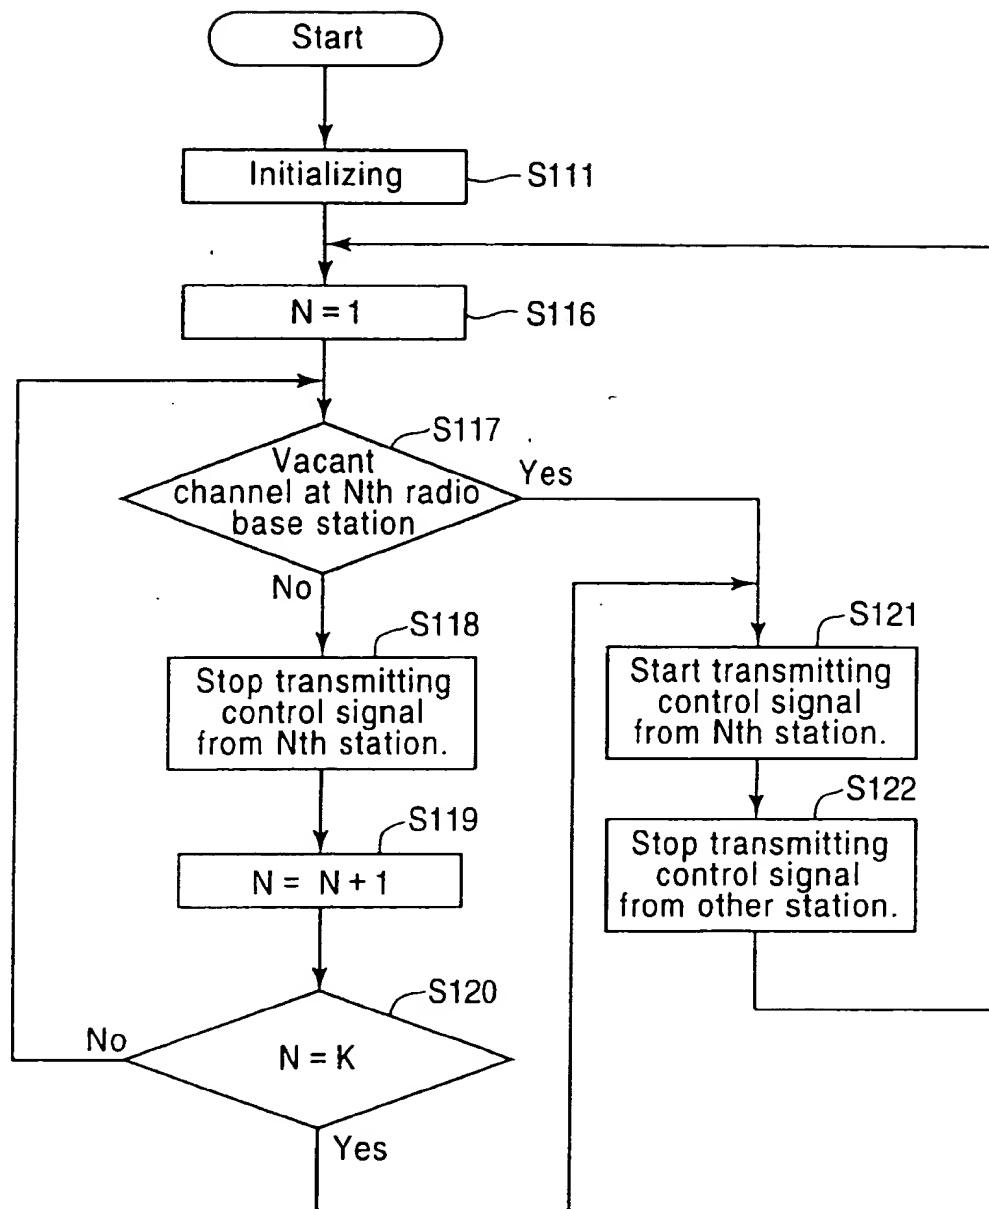 Start
Initializing
S111
N = 1
S116
S117
Vacant
channel at Nth radio
base station
Yes
No
S118
Stop transmitting
control signal
from Nth station.
S121
Start transmitting
control signal
from Nth station.
S119
N = N + 1
S122
Stop transmitting
control signal
from other station.
S120
No
N = K
Yes